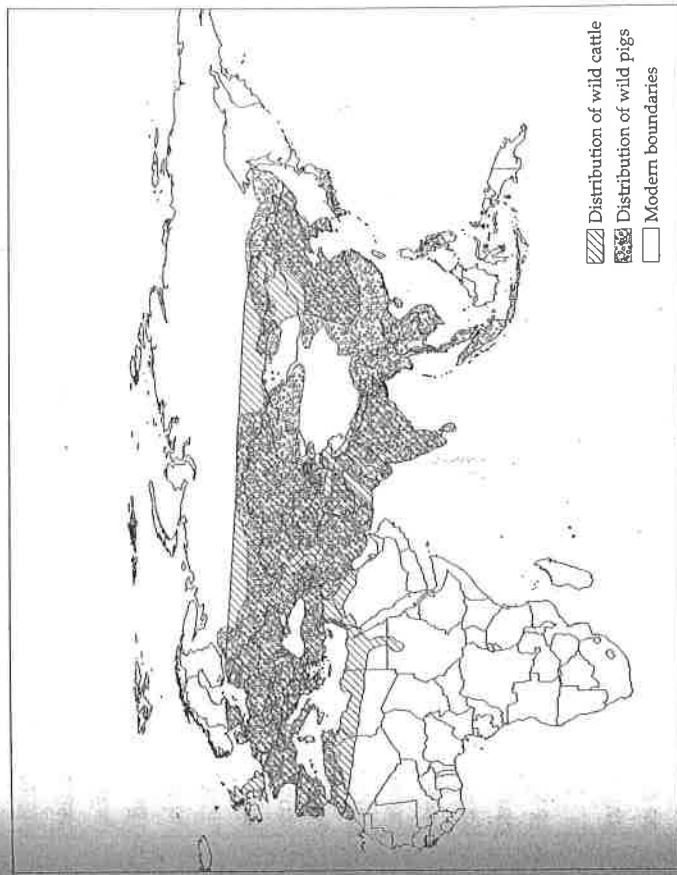 Distribution of wild cattle
Distribution of wild pigs
Modern boundaries